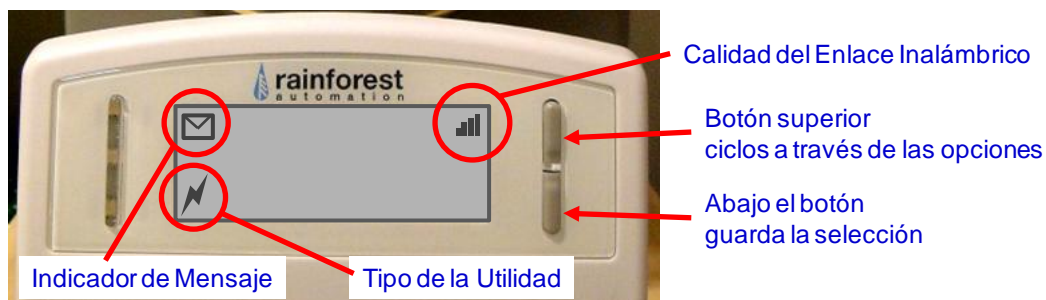 rainforest
automation
Calidad del Enlace Inalámbrico
Botón superior
ciclos a través de las opciones
Abajo el botón
guarda la selección
Indicador de Mensaje
Tipo de la Utilidad